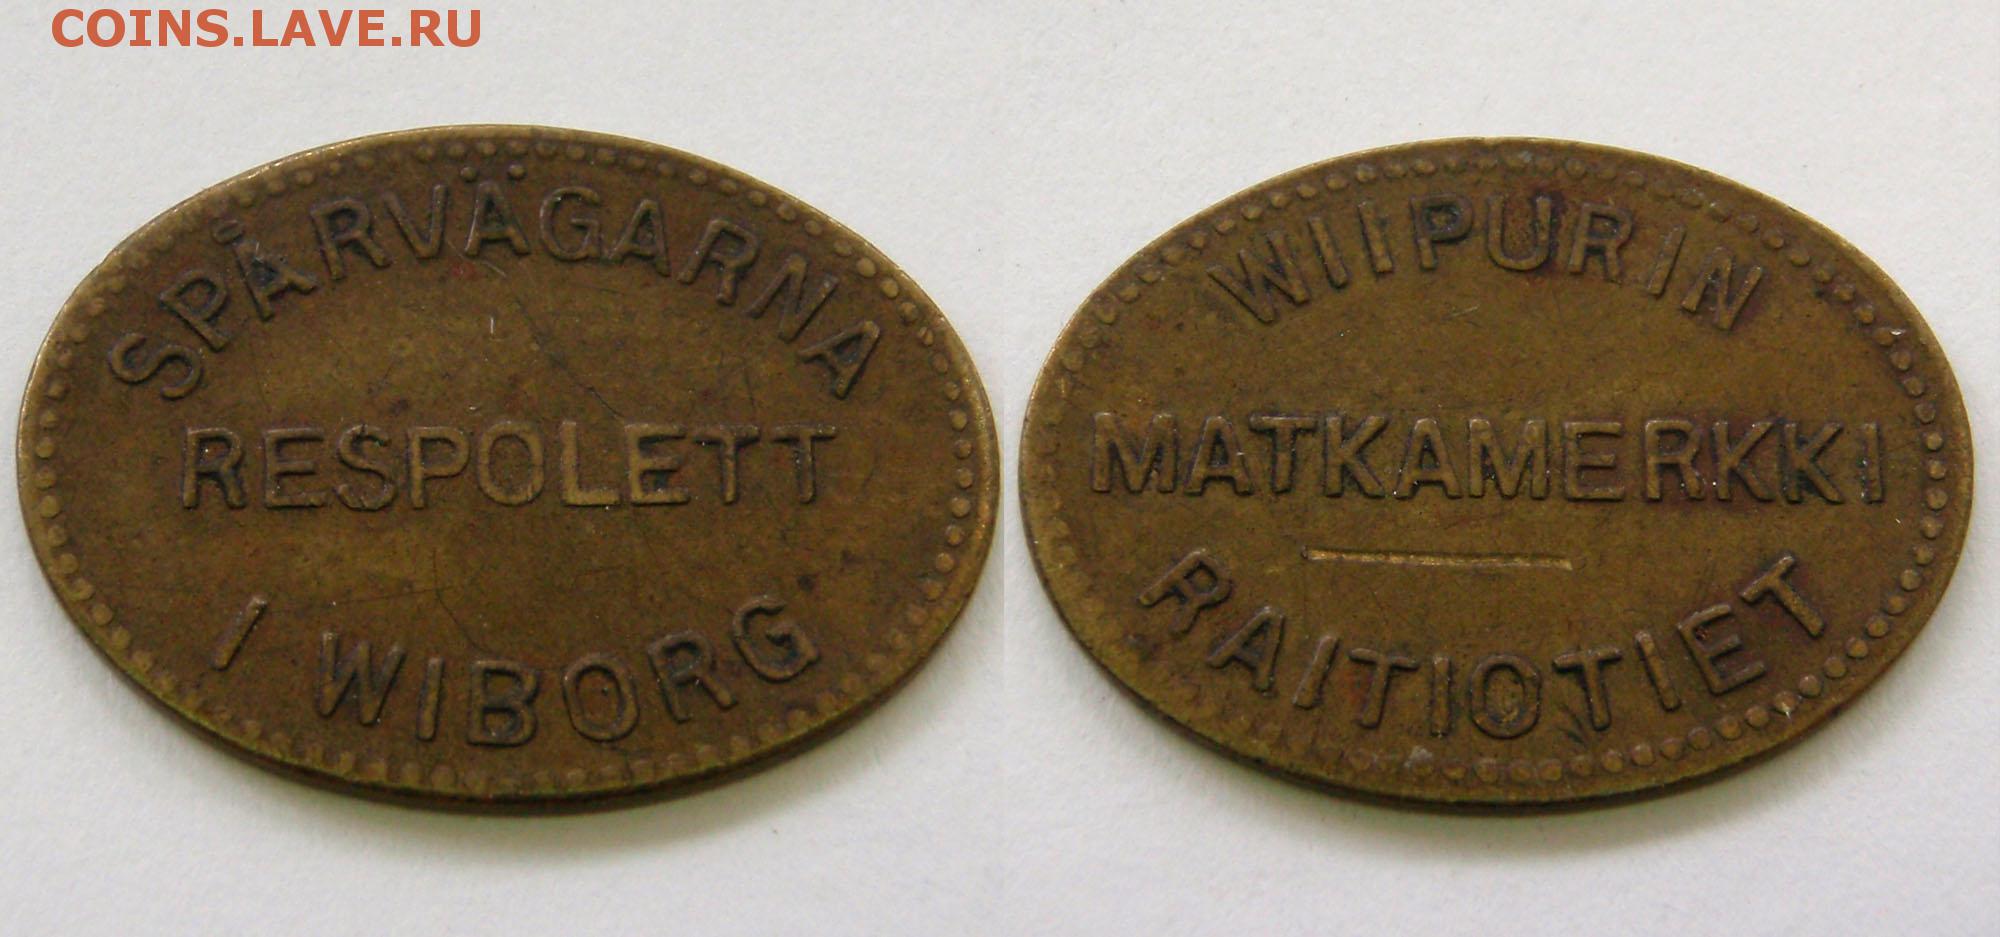 COINS.LAVE.RU
SPÅRVÄGARNA
RESPOLETT
I WIBORG
WIIPURIN
MATKAMERKKI
RAITIOTIET